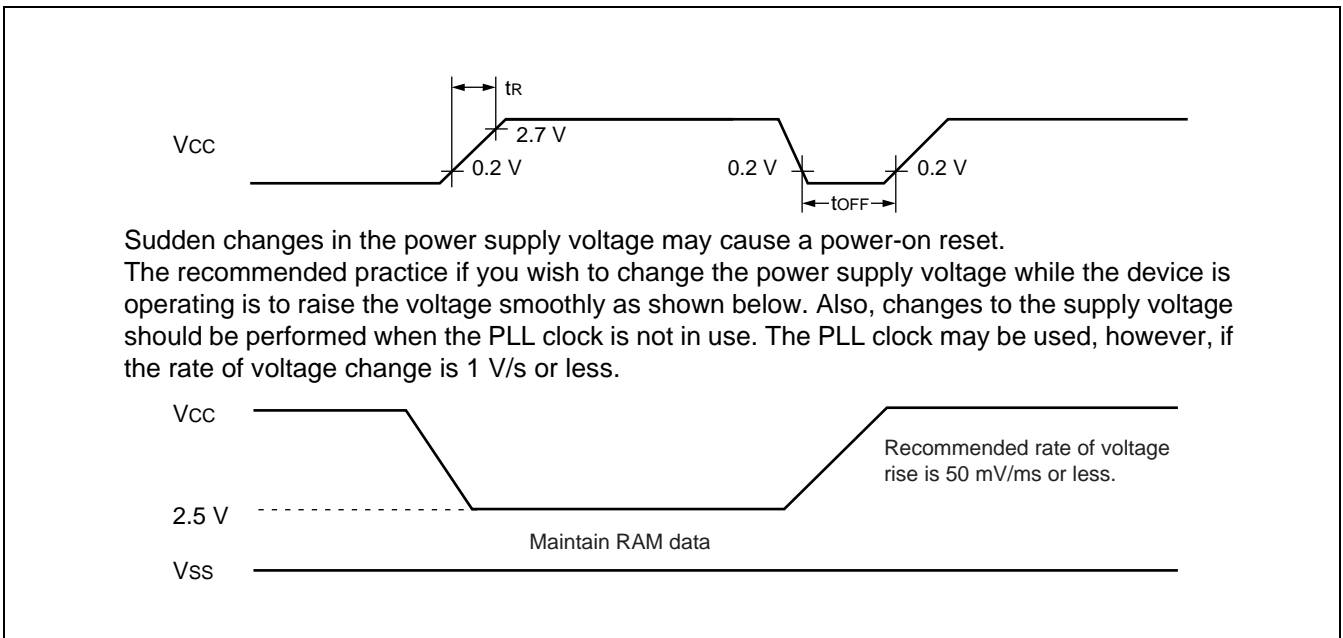 tR
VCC
2.7 V
0.2 V
0.2 V
0.2 V
tOFF
Sudden changes in the power supply voltage may cause a power-on reset.
The recommended practice if you wish to change the power supply voltage while the device is
operating is to raise the voltage smoothly as shown below. Also, changes to the supply voltage
should be performed when the PLL clock is not in use. The PLL clock may be used, however, if
the rate of voltage change is 1 V/s or less.
VCC
Recommended rate of voltage
rise is 50 mV/ms or less.
2.5 V
Maintain RAM data
VSS